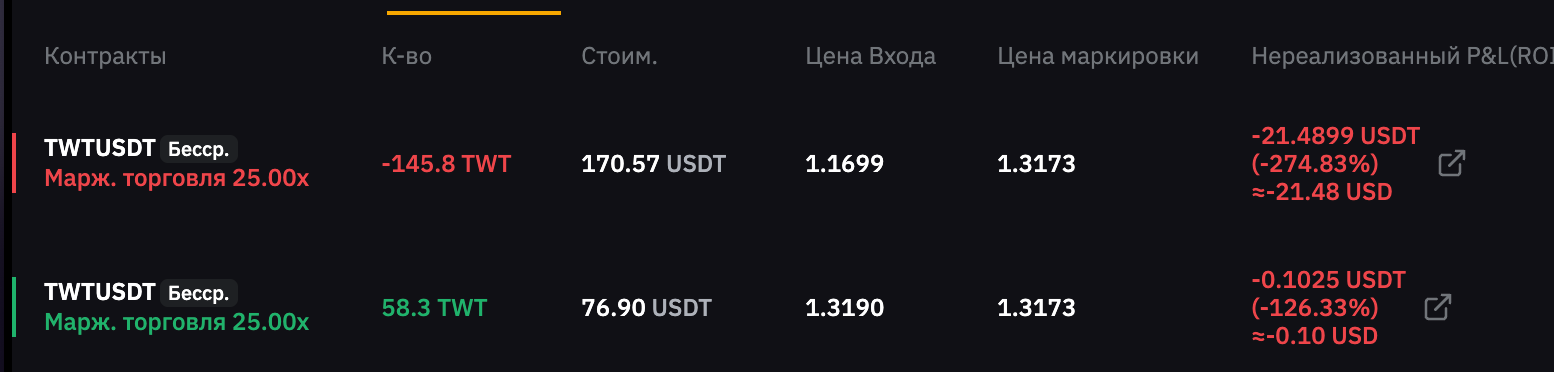 Контракты К-во Стоим. Цена Входа Цена маркировки Нереализованный P&L(ROI
TWTUSDT Бесср.
Марж. торговля 25.00x
-145.8 TWT
170.57 USDT
1.1699
1.3173
-21.4899 USDT
(-274.83%)
≈-21.48 USD
TWTUSDT Бесср.
Марж. торговля 25.00x
58.3 TWT
76.90 USDT
1.3190
1.3173
-0.1025 USDT
(-126.33%)
≈-0.10 USD